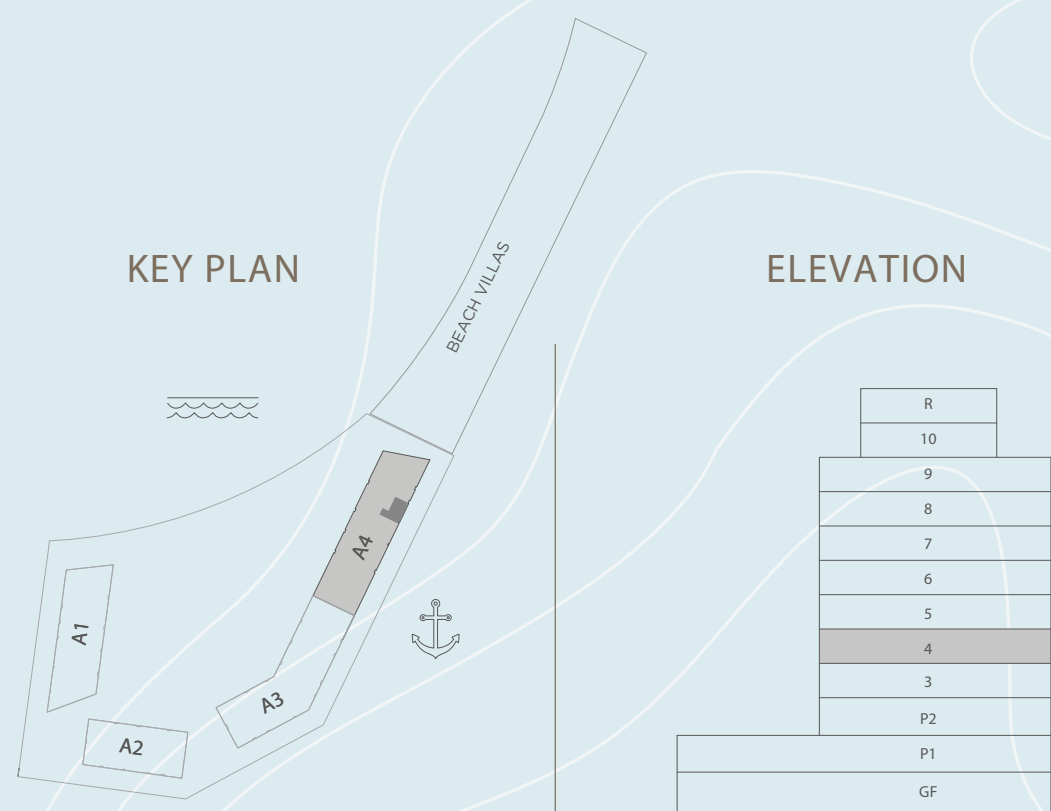 KEY PLAN
ELEVATION
BEACH VILLAS
A4
A1
A3
A2
R
10
9
8
7
6
5
4
3
P2
P1
GF